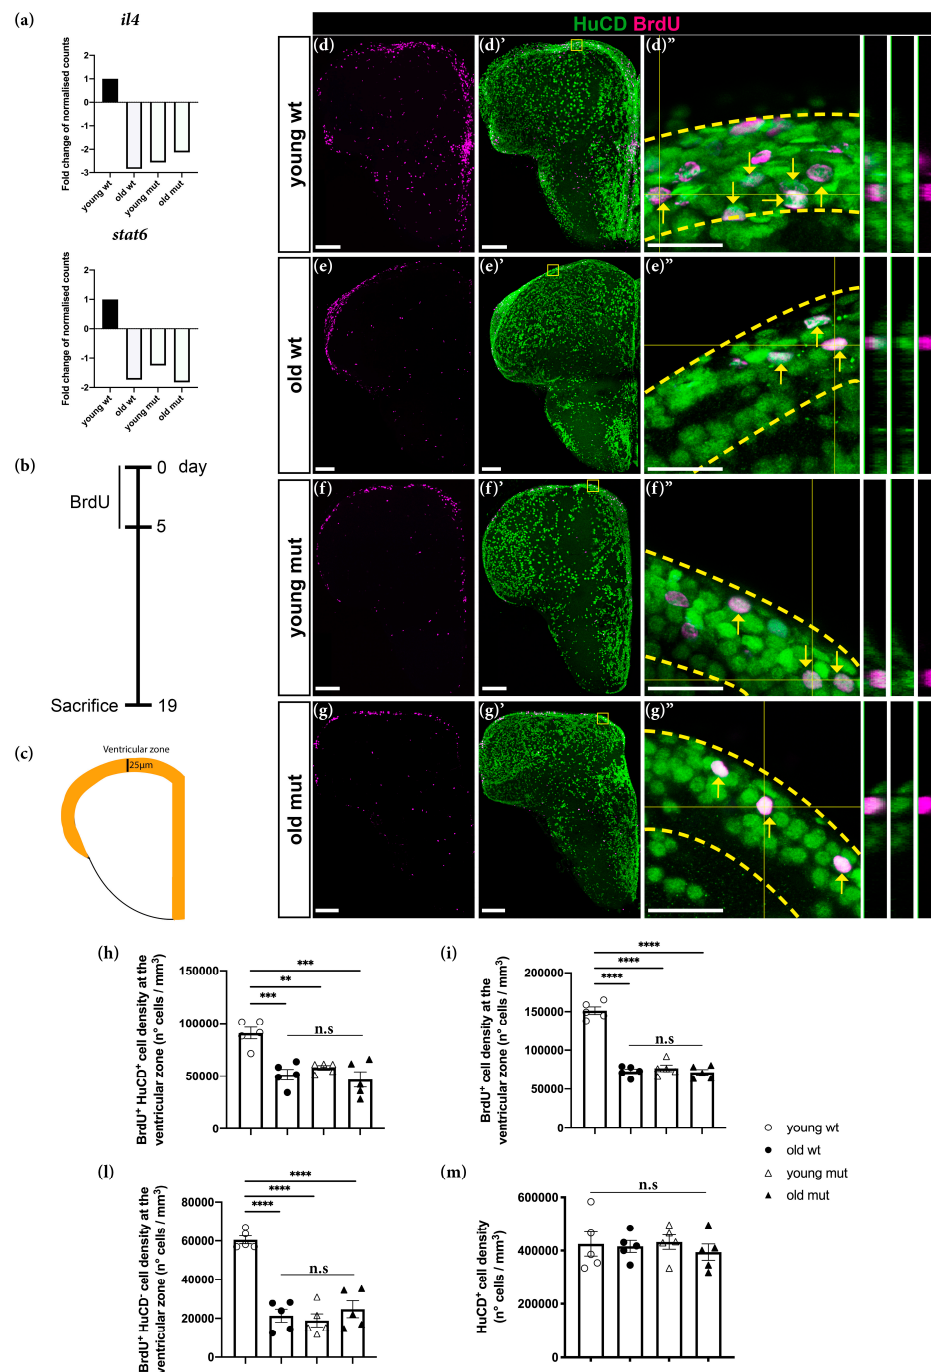 (a)
il4
Fold change of normalised counts
2
1
0
-1
-2
-3
young wt
old wt
young mut
old mut
stat6
Fold change of normalised counts
2
1
0
-1
-2
young wt
old wt
young mut
old mut
(b)
0 day
BrdU
5
Sacrifice 19
(c)
Ventricular zone
25μm
HuCD BrdU
young wt
(d) (d)' (d)"
old wt
(e) (e)' (e)"
young mut
(f) (f)' (f)"
old mut
(g) (g)' (g)"
(h)
BrdU+ HuCD+ cell density at the
ventricular zone (n° cells / mm³)
150000
100000
50000
0
***
**
***
n.s
(i)
BrdU+ cell density at the
ventricular zone (n° cells / mm³)
200000
150000
100000
50000
0
****
****
****
n.s
young wt
old wt
young mut
old mut
(l)
BrdU+ HuCD- cell density at the
ventricular zone (n° cells / mm³)
80000
60000
40000
20000
0
****
****
****
n.s
(m)
HuCD+ cell density
(n° cells / mm³)
600000
400000
200000
0
n.s